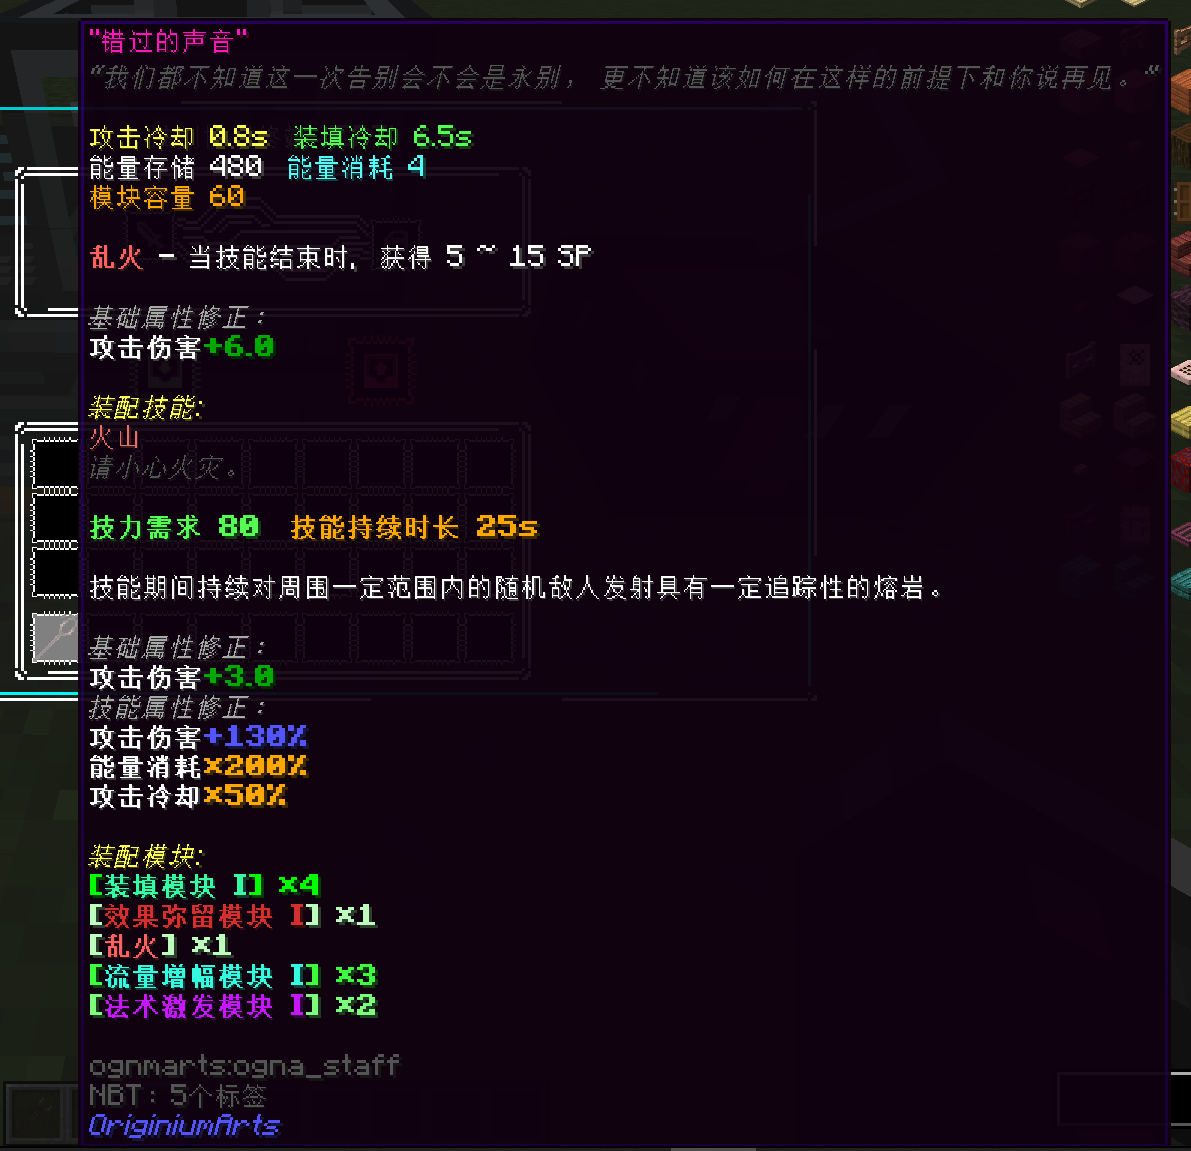 "错过的声音"
“我们都不知道这一次告别会不会是永别， 更不知道该如何在这样的前提下和你说再见。“
攻击冷却 0.8s 装填冷却 6.5s
能量存储 480 能量消耗 4
模块容量 60
乱火 - 当技能结束时, 获得 5 ~ 15 SP
基础属性修正：
攻击伤害+6.0
装配技能:
火山
请小心火灾。
技力需求 80 技能持续时长 25s
技能期间持续对周围一定范围内的随机敌人发射具有一定追踪性的熔岩。
基础属性修正：
攻击伤害+3.0
技能属性修正：
攻击伤害+130%
能量消耗×200%
攻击冷却×50%
装配模块:
[装填模块 I] ×4
[效果弥留模块 I] ×1
[乱火] ×1
[流量增幅模块 I] ×3
[法术激发模块 I] ×2
ognmarts:ogna_staff
NBT：5个标签
OriginiumArts